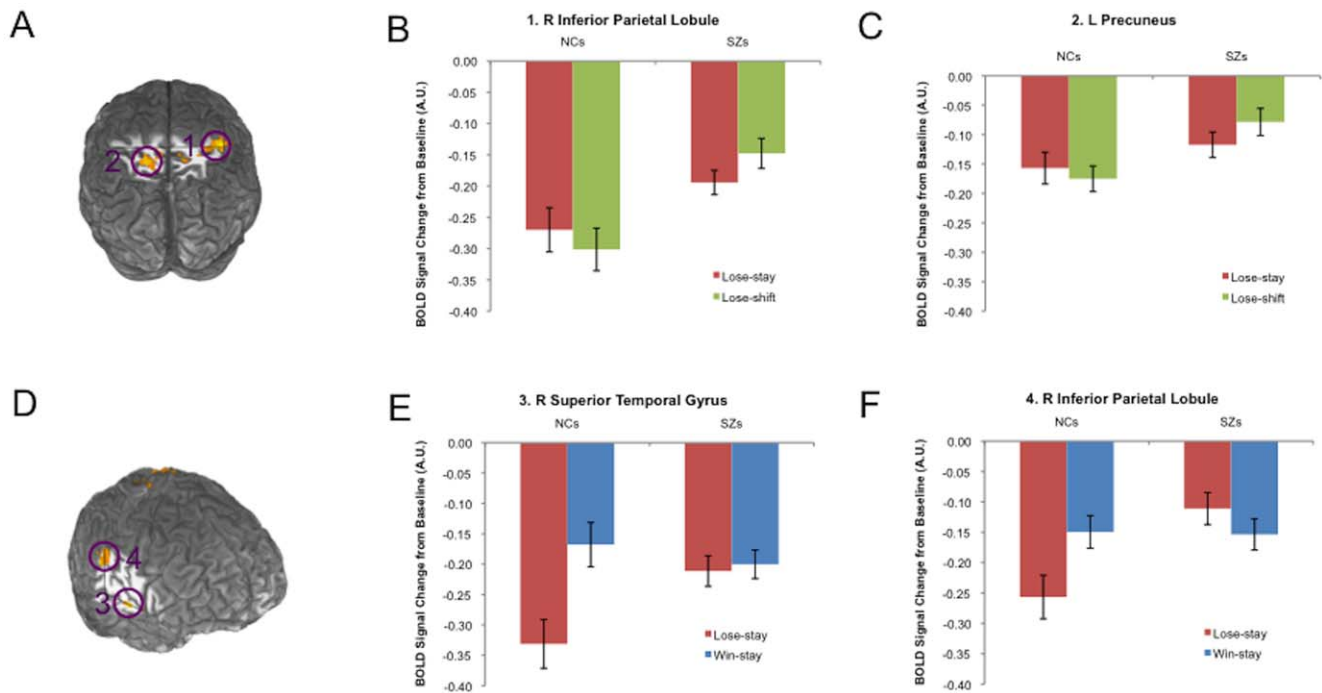 A
2
1
B
1. R Inferior Parietal Lobule
NCs
SZs
BOLD Signal Change from Baseline (A.U.)
0.00
-0.05
-0.10
-0.15
-0.20
-0.25
-0.30
-0.35
-0.40
Lose-stay
Lose-shift
C
2. L Precuneus
NCs
SZs
BOLD Signal Change from Baseline (A.U.)
0.00
-0.05
-0.10
-0.15
-0.20
-0.25
-0.30
-0.35
-0.40
Lose-stay
Lose-shift
D
4
3
E
3. R Superior Temporal Gyrus
NCs
SZs
BOLD Signal Change from Baseline (A.U.)
0.00
-0.05
-0.10
-0.15
-0.20
-0.25
-0.30
-0.35
-0.40
Lose-stay
Win-stay
F
4. R Inferior Parietal Lobule
NCs
SZs
BOLD Signal Change from Baseline (A.U.)
0.00
-0.05
-0.10
-0.15
-0.20
-0.25
-0.30
-0.35
-0.40
Lose-stay
Win-stay